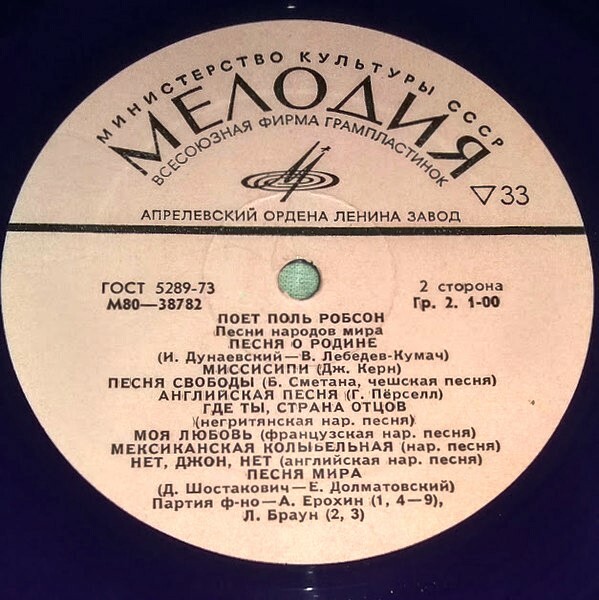 МИНИСТЕРСТВО КУЛЬТУРЫ СССР
МЕЛОДИЯ
ВСЕСОЮЗНАЯ ФИРМА ГРАМПЛАСТИНОК
33
АПРЕЛЕВСКИЙ ОРДЕНА ЛЕНИНА ЗАВОД
ГОСТ 5289-73
М80—38782
2 сторона
Гр. 2. 1-00
ПОЕТ ПОЛЬ РОБСОН
Песни народов мира
ПЕСНЯ О РОДИНЕ
(И. Дунаевский—В. Лебедев-Кумач)
МИССИСИПИ (Дж. Керн)
ПЕСНЯ СВОБОДЫ (Б. Сметана, чешская песня)
АНГЛИЙСКАЯ ПЕСНЯ (Г. Пёрселл)
ГДЕ ТЫ, СТРАНА ОТЦОВ
(негритянская нар. песня)
МОЯ ЛЮБОВЬ (французская нар. песня)
МЕКСИКАНСКАЯ КОЛЫБЕЛЬНАЯ (нар. песня)
НЕТ, ДЖОН, НЕТ (английская нар. песня)
ПЕСНЯ МИРА
(Д. Шостакович—Е. Долматовский)
Партия ф-но—А. Ерохин (1, 4—9),
Л. Браун (2, 3)